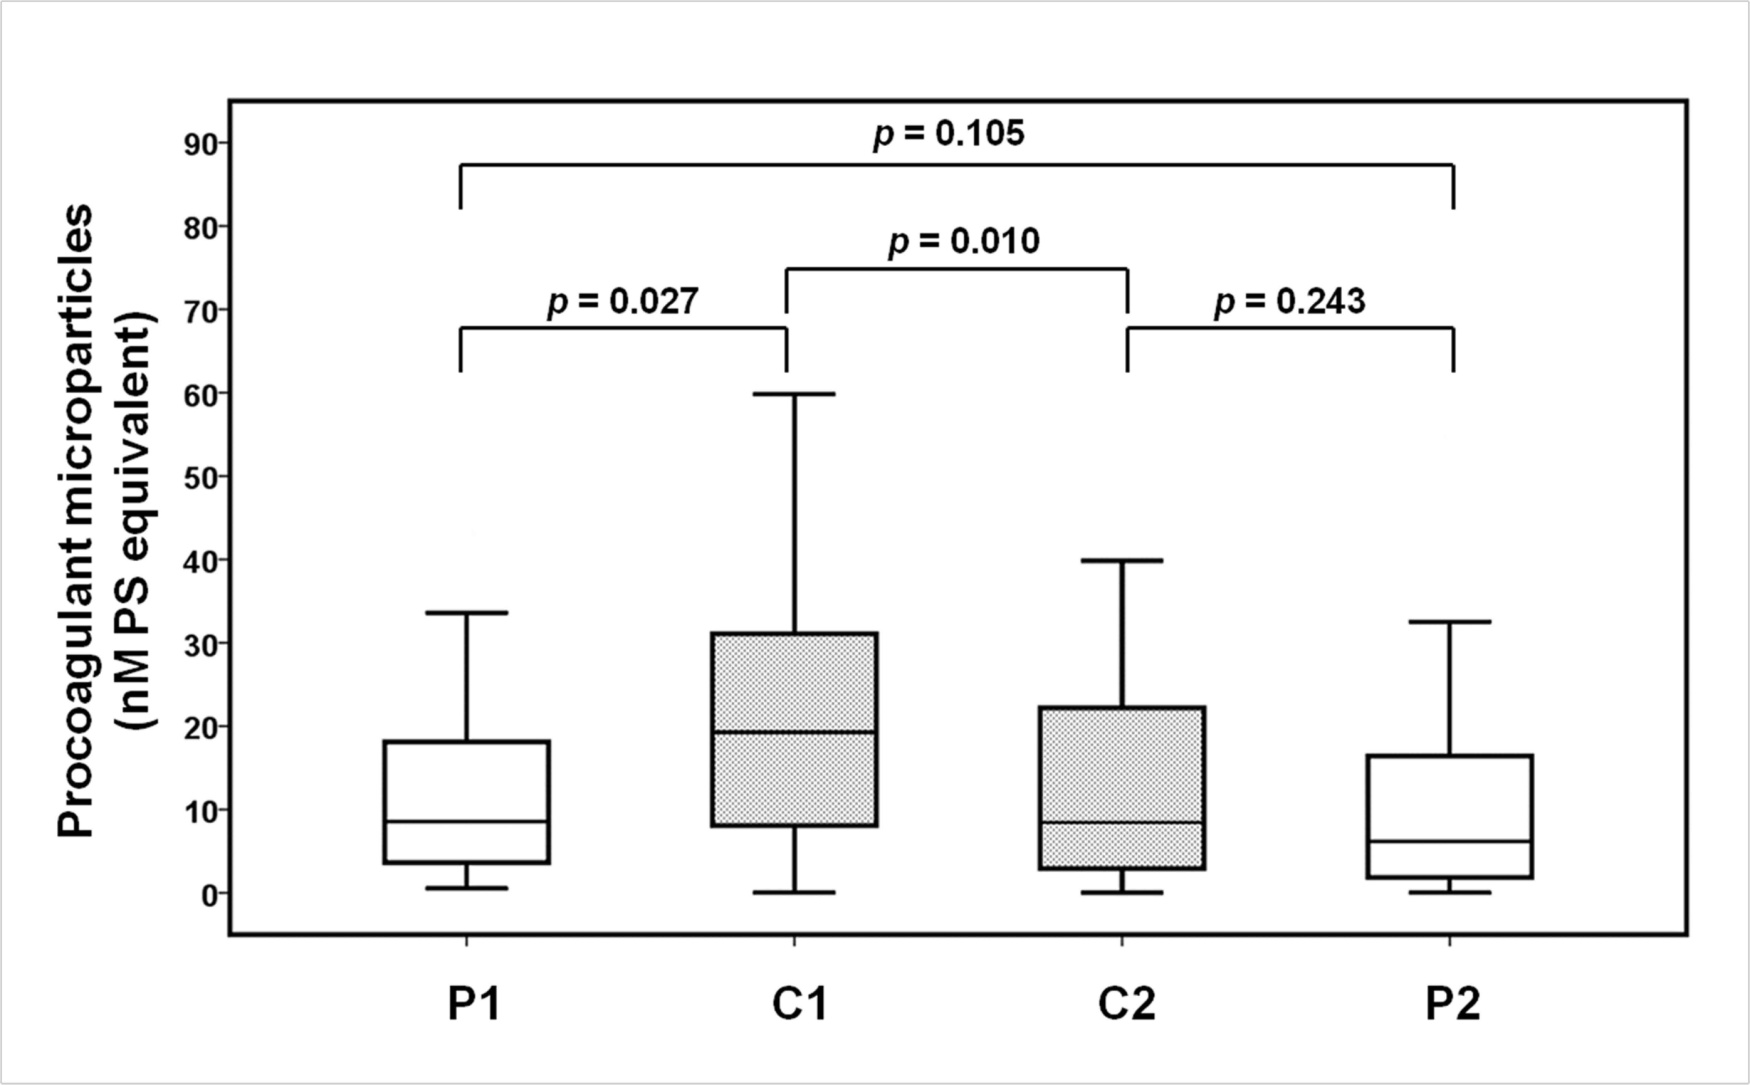 Procoagulant microparticles
(nM PS equivalent)
90
80
70
60
50
40
30
20
10
0
p = 0.105
p = 0.010
p = 0.027
p = 0.243
P1
C1
C2
P2